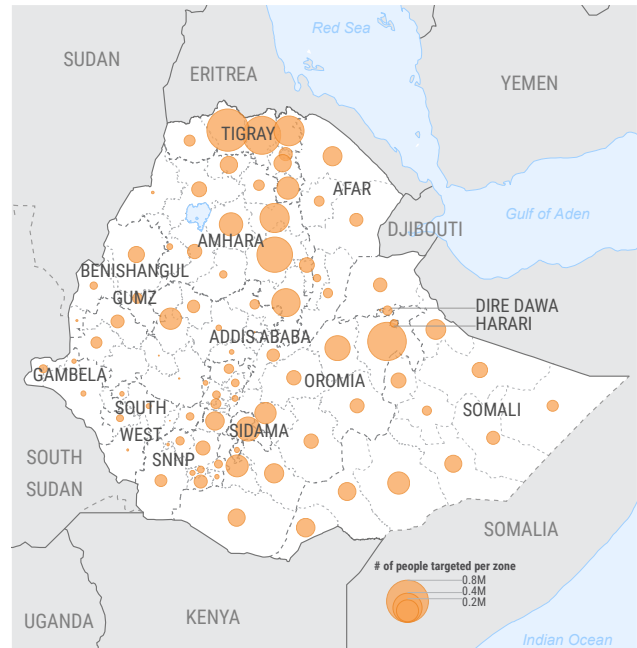 Red Sea
SUDAN
ERITREA
YEMEN
TIGRAY
AFAR
Gulf of Aden
DJIBOUTI
AMHARA
BENISHANGUL
GUMZ
DIRE DAWA
HARARI
ADDIS ABABA
GAMBELA
OROMIA
SOUTH
WEST
SOMALI
SIDAMA
SNNP
SOUTH
SUDAN
SOMALIA
# of people targeted per zone
0.8M
0.4M
0.2M
UGANDA
KENYA
Indian Ocean